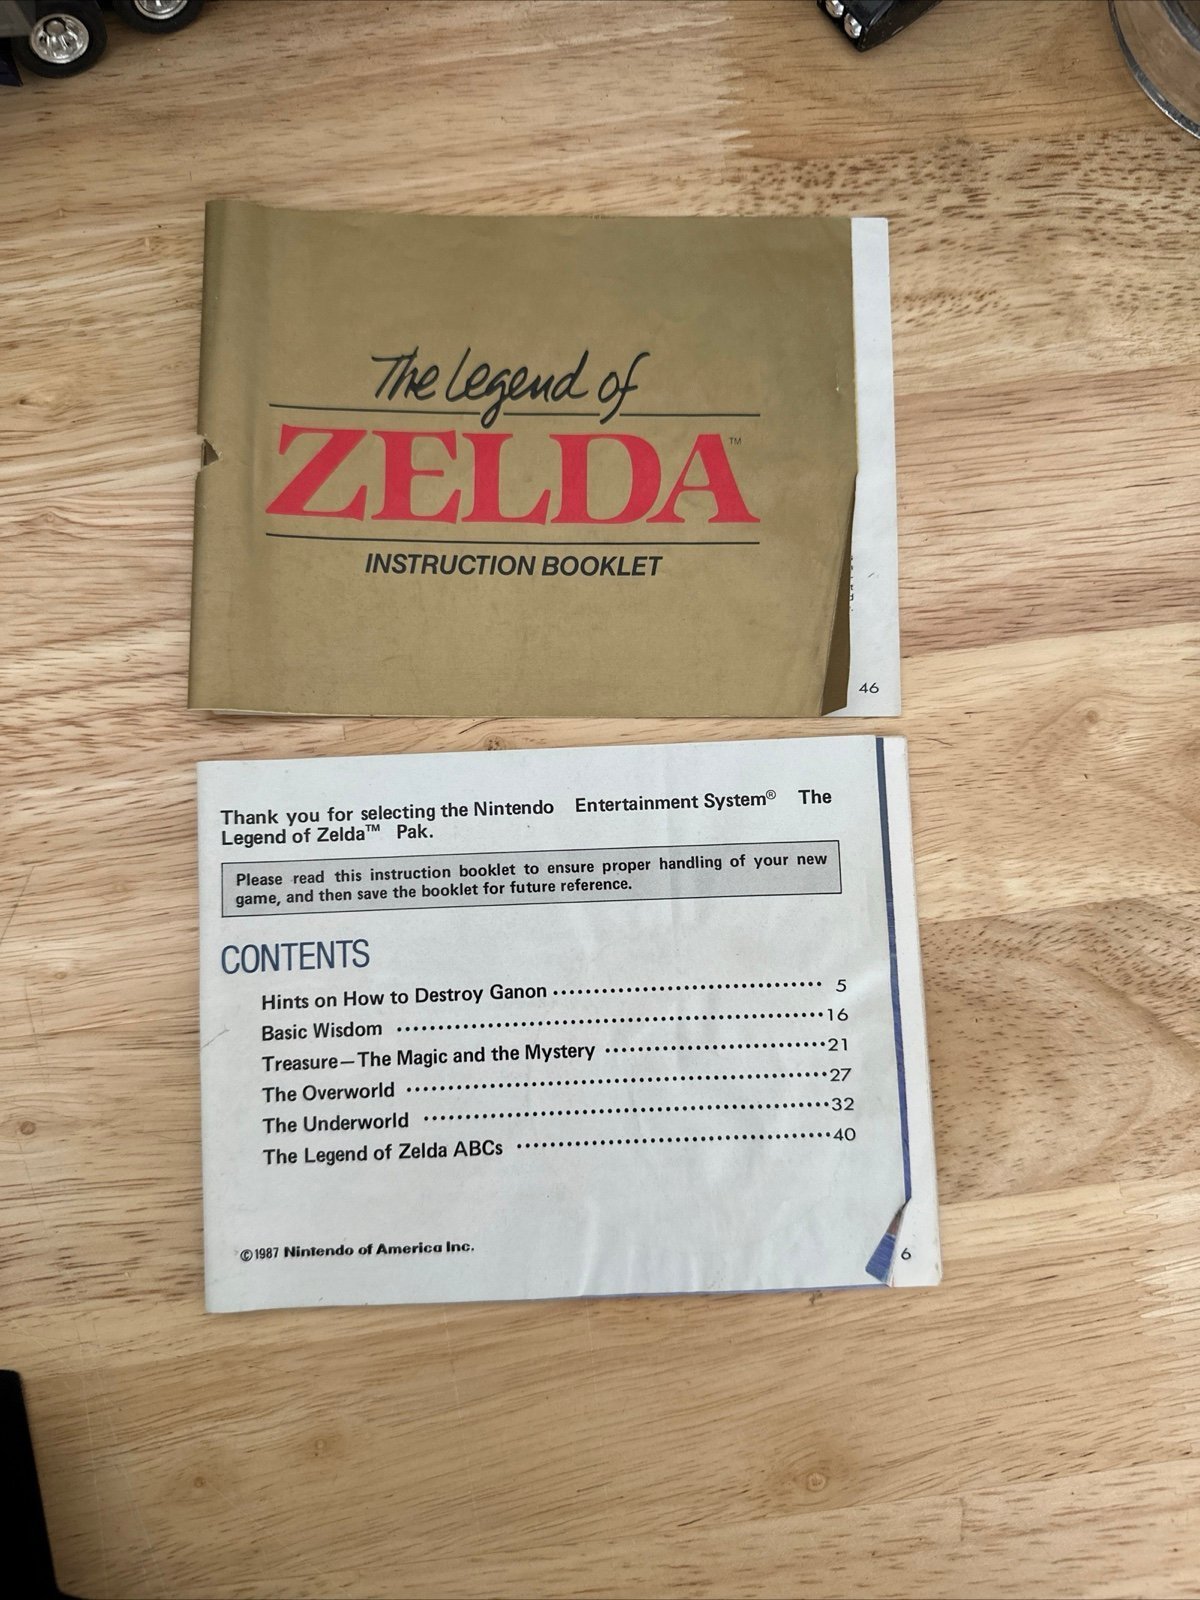 The Legend of
ZELDA™
INSTRUCTION BOOKLET
46
Thank you for selecting the Nintendo Entertainment System® The
Legend of Zelda™ Pak.
Please read this instruction booklet to ensure proper handling of your new
game, and then save the booklet for future reference.
CONTENTS
Hints on How to Destroy Ganon ................................ 5
Basic Wisdom ....................................................16
Treasure—The Magic and the Mystery ...........................21
The Overworld ...................................................27
The Underworld .................................................32
The Legend of Zelda ABCs ......................................40
©1987 Nintendo of America Inc.
6